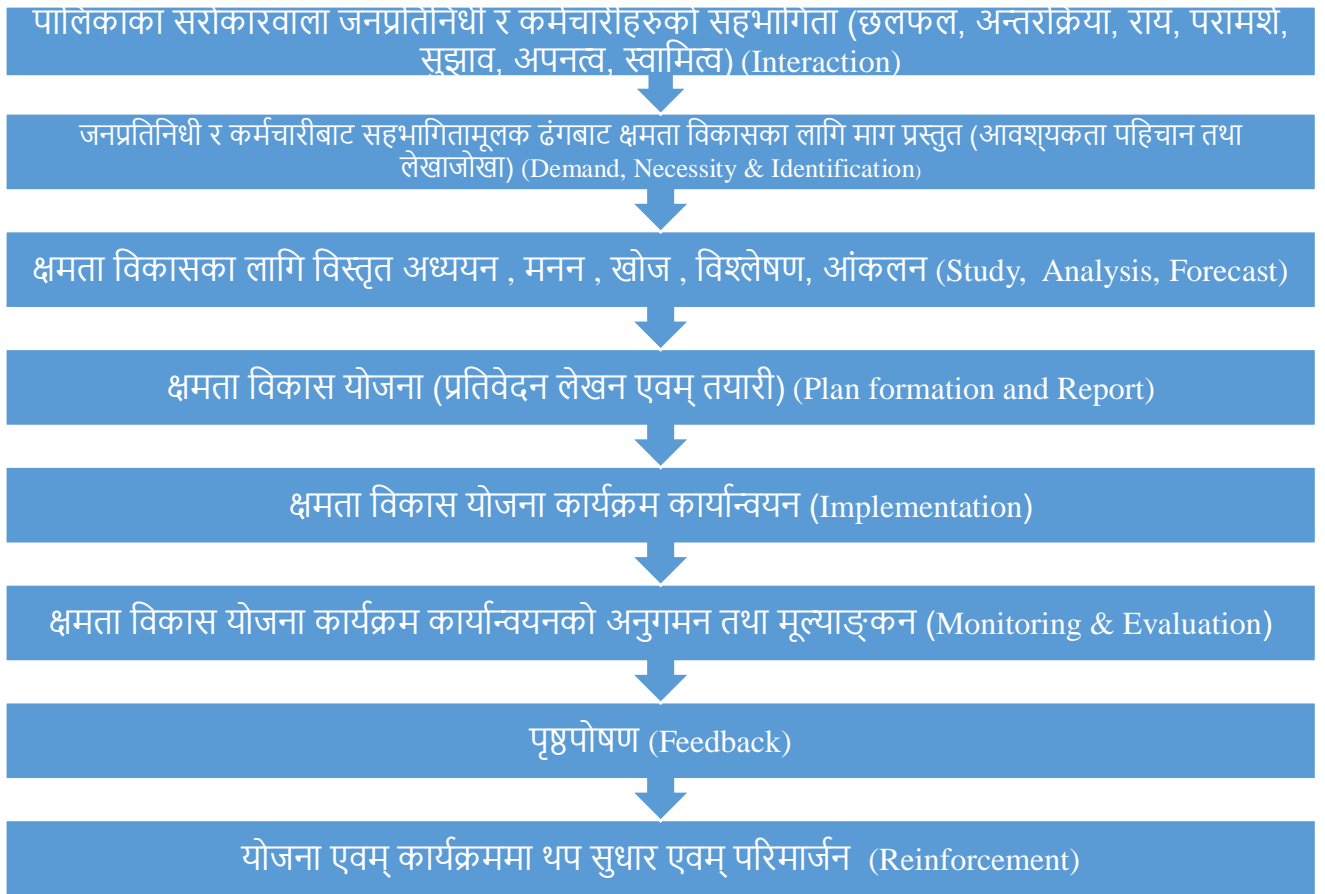 पालिकाका सरोकारवाला जनप्रतिनिधी र कर्मचारीहरुको सहभागिता (छलफल, अन्तरक्रिया, राय, परामर्श,
सुझाव, अपनत्व, स्वामित्व) (Interaction)
जनप्रतिनिधी र कर्मचारीबाट सहभागितामूलक ढंगबाट क्षमता विकासका लागि माग प्रस्तुत (आवश्यकता पहिचान तथा
लेखाजोखा) (Demand, Necessity & Identification)
क्षमता विकासका लागि विस्तृत अध्ययन , मनन , खोज , विश्लेषण, आंकलन (Study, Analysis, Forecast)
क्षमता विकास योजना (प्रतिवेदन लेखन एवम् तयारी) (Plan formation and Report)
क्षमता विकास योजना कार्यक्रम कार्यान्वयन (Implementation)
क्षमता विकास योजना कार्यक्रम कार्यान्वयनको अनुगमन तथा मूल्याङ्कन (Monitoring & Evaluation)
पृष्ठपोषण (Feedback)
योजना एवम् कार्यक्रममा थप सुधार एवम् परिमार्जन (Reinforcement)